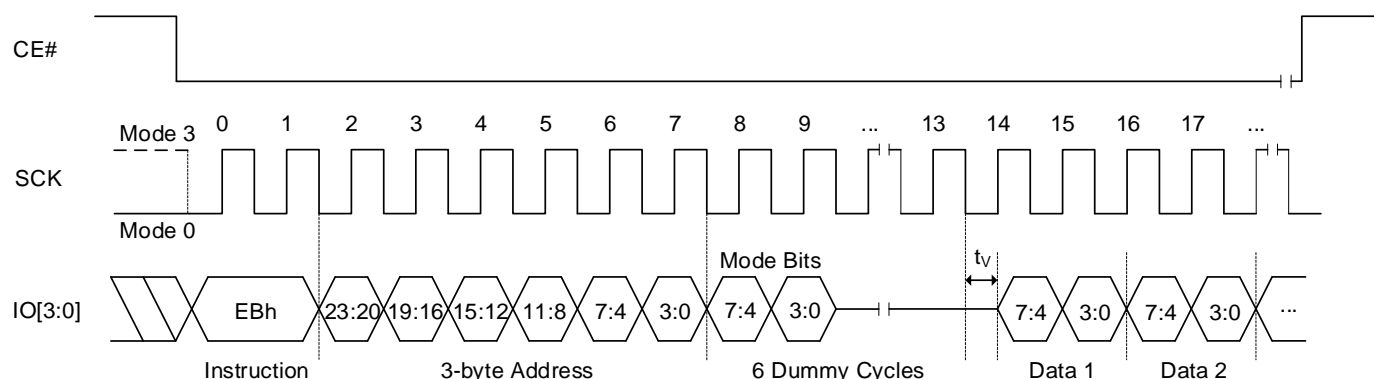 CE#
0 1 2 3 4 5 6 7 8 9 ... 13 14 15 16 17 ...
Mode 3
SCK
Mode 0
Mode Bits
tV
IO[3:0]
EBh 23:20 19:16 15:12 11:8 7:4 3:0 7:4 3:0 7:4 3:0 7:4 3:0 ...
Instruction 3-byte Address 6 Dummy Cycles Data 1 Data 2